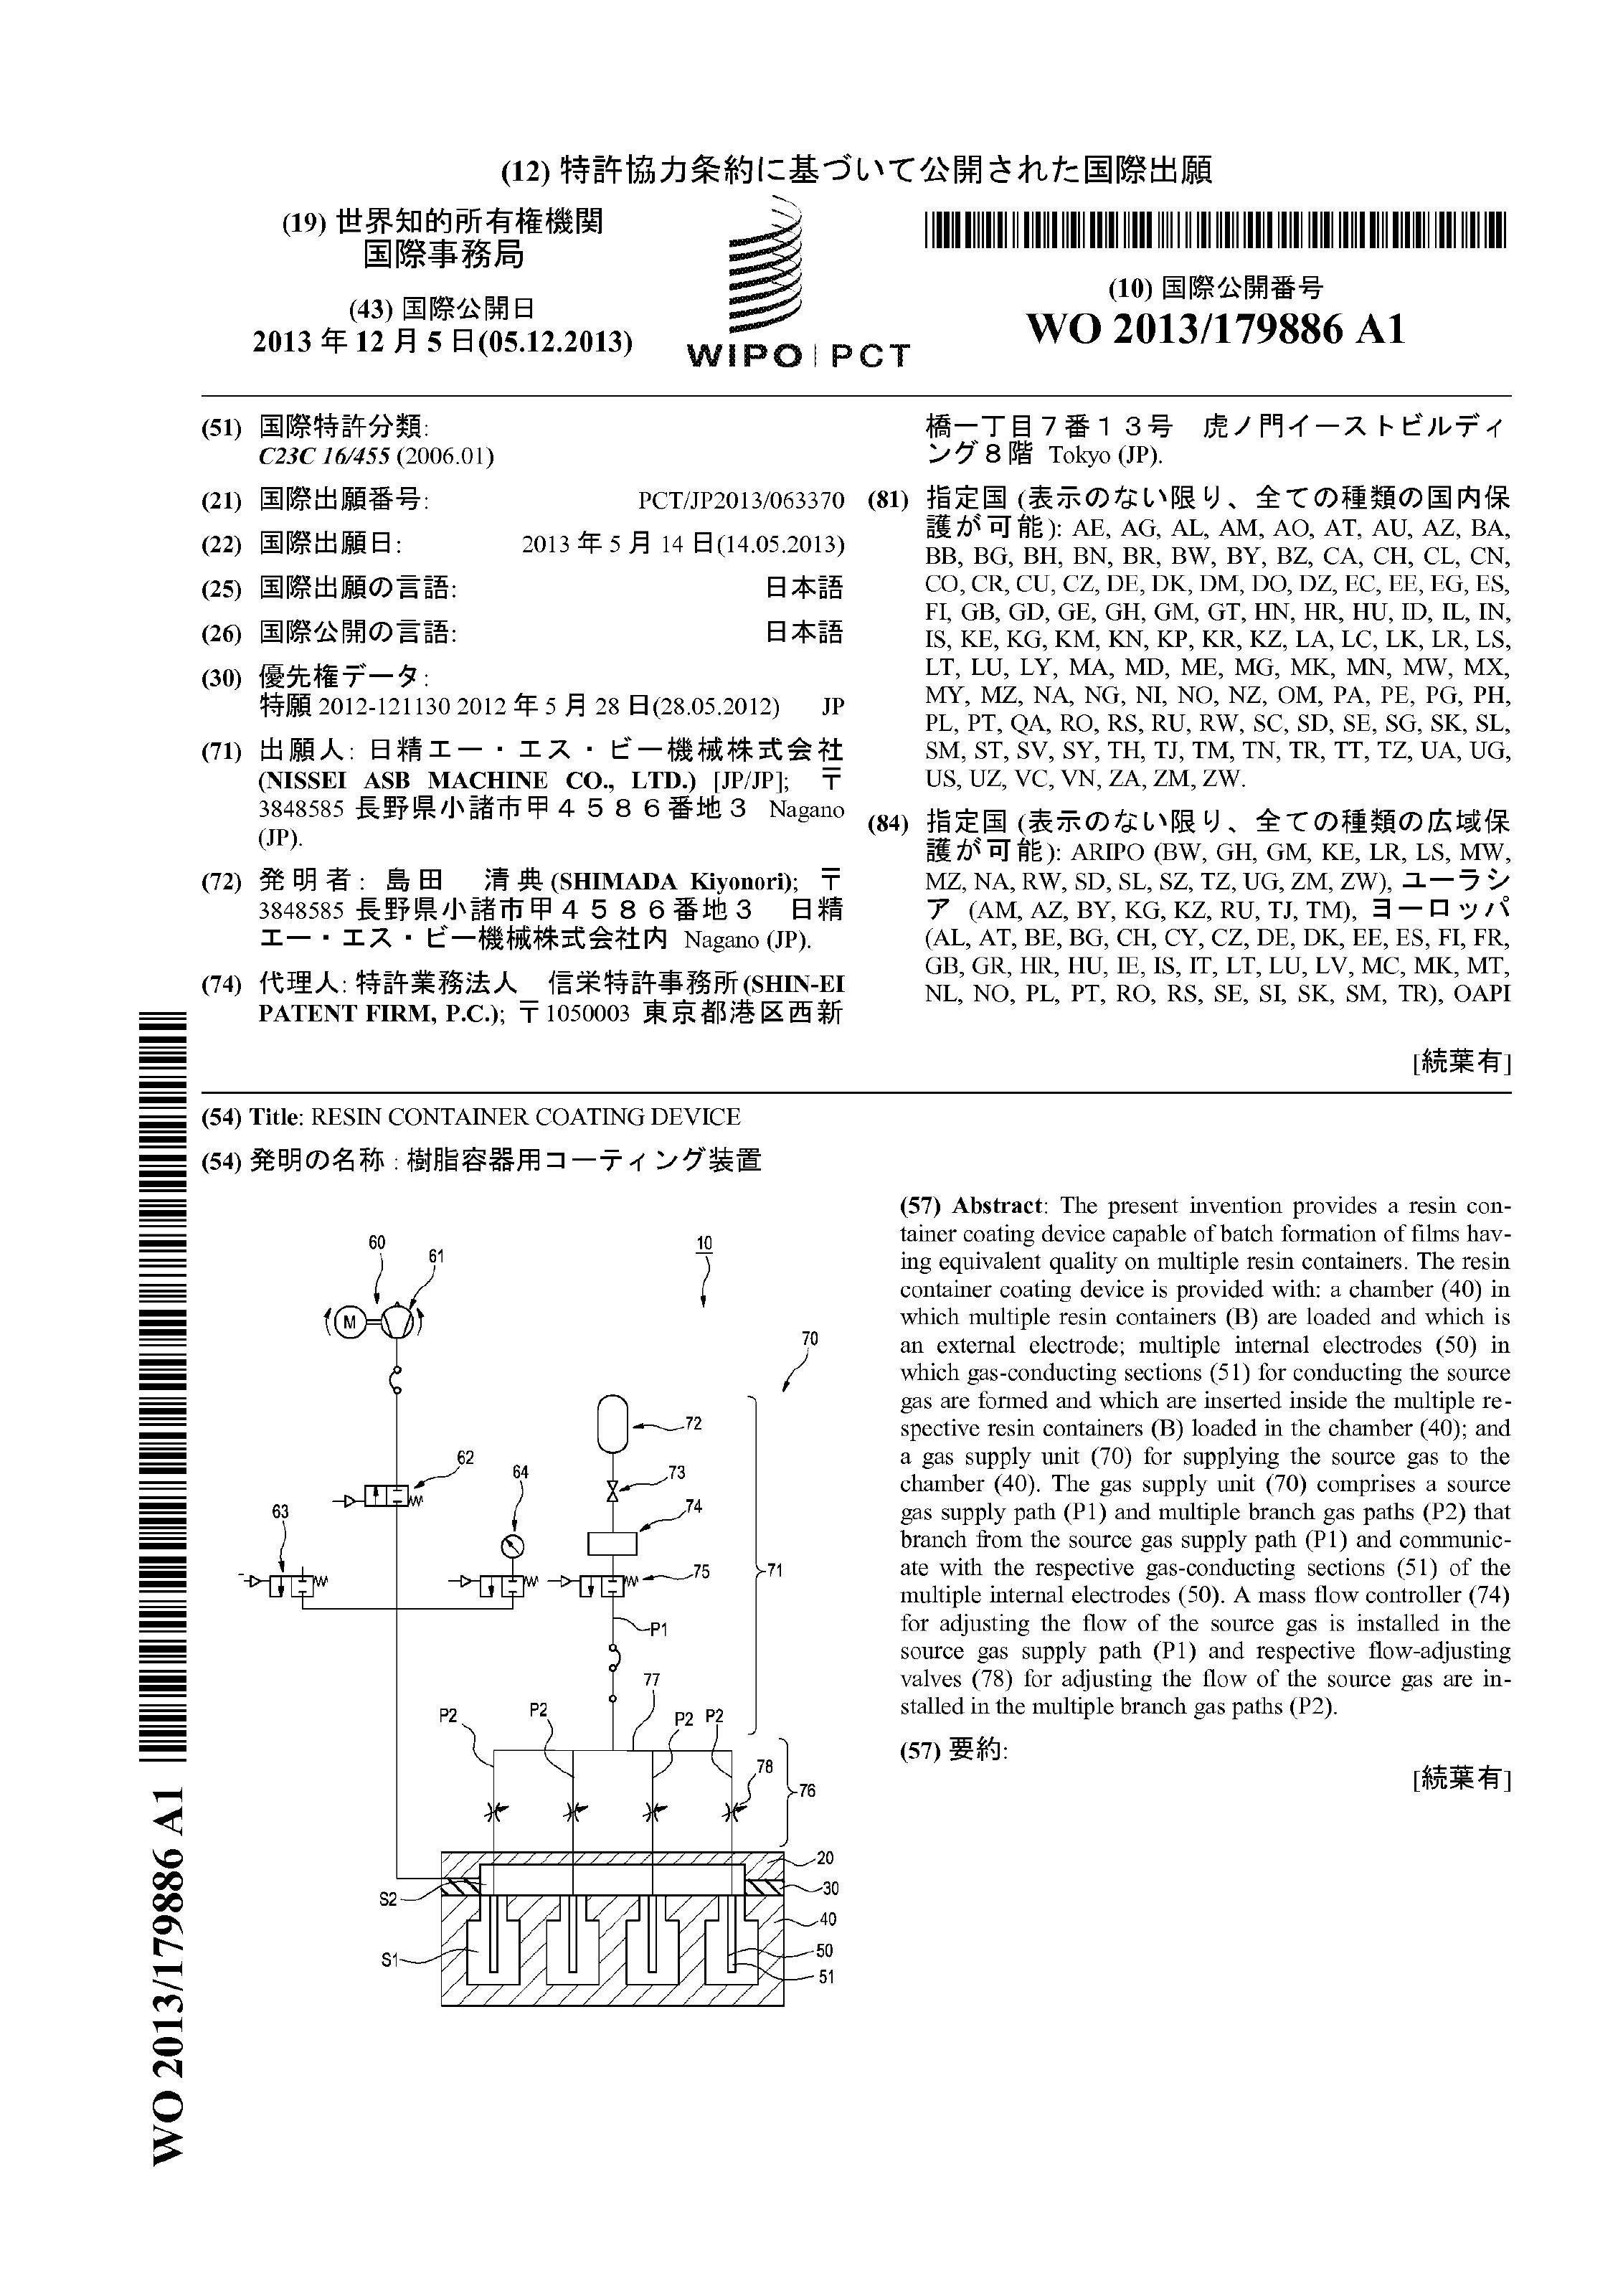 (12) 特許協力条約に基づいて公開された国際出願
(19) 世界知的所有権機関
国際事務局
(43) 国際公開日
2013 年 12 月 5 日(05.12.2013)
WIPO | PCT
(10) 国際公開番号
WO 2013/179886 A1
(51) 国際特許分類:
C23C 16/455 (2006.01)
(21) 国際出願番号: PCT/JP2013/063370
(22) 国際出願日: 2013 年 5 月 14 日(14.05.2013)
(25) 国際出願の言語: 日本語
(26) 国際公開の言語: 日本語
(30) 優先権データ:
特願 2012-121130 2012 年 5 月 28 日(28.05.2012) JP
(71) 出願人: 日精エー・エス・ビー機械株式会社
(NISSEI ASB MACHINE CO., LTD.) [JP/JP]; 〒
3848585 長野県小諸市甲4586番地3 Nagano
(JP).
(72) 発明者: 島田 清典(SHIMADA Kiyonori); 〒
3848585 長野県小諸市甲4586番地3 日精
エー・エス・ビー機械株式会社内 Nagano (JP).
(74) 代理人: 特許業務法人 信栄特許事務所(SHIN-EI
PATENT FIRM, P.C.); 〒1050003 東京都港区西新
橋一丁目7番13号 虎ノ門イーストビルディ
ング8階 Tokyo (JP).
(81) 指定国 (表示のない限り、全ての種類の国内保
護が可能): AE, AG, AL, AM, AO, AT, AU, AZ, BA,
BB, BG, BH, BN, BR, BW, BY, BZ, CA, CH, CL, CN,
CO, CR, CU, CZ, DE, DK, DM, DO, DZ, EC, EE, EG, ES,
FI, GB, GD, GE, GH, GM, GT, HN, HR, HU, ID, IL, IN,
IS, KE, KG, KM, KN, KP, KR, KZ, LA, LC, LK, LR, LS,
LT, LU, LY, MA, MD, ME, MG, MK, MN, MW, MX,
MY, MZ, NA, NG, NI, NO, NZ, OM, PA, PE, PG, PH,
PL, PT, QA, RO, RS, RU, RW, SC, SD, SE, SG, SK, SL,
SM, ST, SV, SY, TH, TJ, TM, TN, TR, TT, TZ, UA, UG,
US, UZ, VC, VN, ZA, ZM, ZW.
(84) 指定国 (表示のない限り、全ての種類の広域保
護が可能): ARIPO (BW, GH, GM, KE, LR, LS, MW,
MZ, NA, RW, SD, SL, SZ, TZ, UG, ZM, ZW), ユーラシ
ア (AM, AZ, BY, KG, KZ, RU, TJ, TM), ヨーロッパ
(AL, AT, BE, BG, CH, CY, CZ, DE, DK, EE, ES, FI, FR,
GB, GR, HR, HU, IE, IS, IT, LT, LU, LV, MC, MK, MT,
NL, NO, PL, PT, RO, RS, SE, SI, SK, SM, TR), OAPI
[続葉有]
(54) Title: RESIN CONTAINER COATING DEVICE
(54) 発明の名称 : 樹脂容器用コーティング装置
60
61
10
M
70
72
62
64
73
63
74
75
71
P1
77
P2
P2
P2
P2
78
76
20
S2
30
40
S1
50
51
(57) Abstract: The present invention provides a resin con-
tainer coating device capable of batch formation of films hav-
ing equivalent quality on multiple resin containers. The resin
container coating device is provided with: a chamber (40) in
which multiple resin containers (B) are loaded and which is
an external electrode; multiple internal electrodes (50) in
which gas-conducting sections (51) for conducting the source
gas are formed and which are inserted inside the multiple re-
spective resin containers (B) loaded in the chamber (40); and
a gas supply unit (70) for supplying the source gas to the
chamber (40). The gas supply unit (70) comprises a source
gas supply path (P1) and multiple branch gas paths (P2) that
branch from the source gas supply path (P1) and communic-
ate with the respective gas-conducting sections (51) of the
multiple internal electrodes (50). A mass flow controller (74)
for adjusting the flow of the source gas is installed in the
source gas supply path (P1) and respective flow-adjusting
valves (78) for adjusting the flow of the source gas are in-
stalled in the multiple branch gas paths (P2).
(57) 要約:
[続葉有]
WO 2013/179886 A1